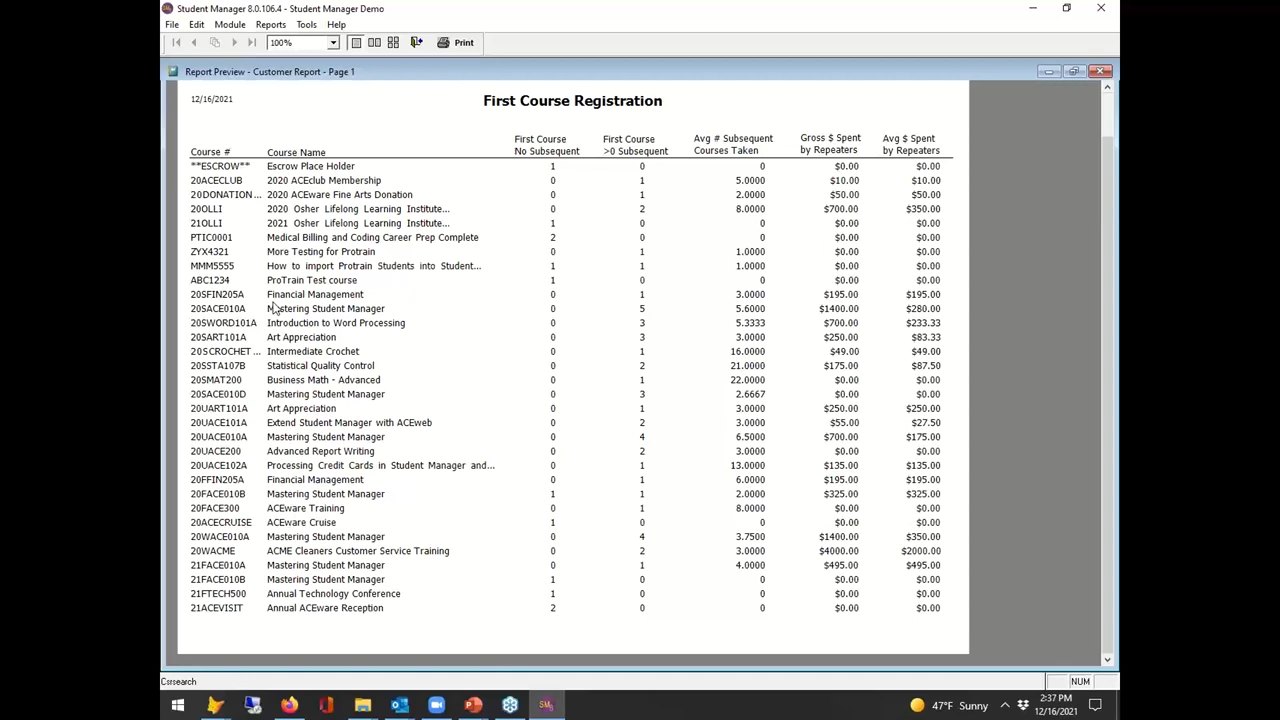 Student Manager 8.0.106.4 - Student Manager Demo
File Edit Module Reports Tools Help
100% Print
Report Preview - Customer Report - Page 1
12/16/2021 First Course Registration
First Course First Course Avg # Subsequent Gross $ Spent Avg $ Spent
Course # Course Name No Subsequent >0 Subsequent Courses Taken by Repeaters by Repeaters
**ESCROW** Escrow Place Holder 1 0 0 $0.00 $0.00
20ACECLUB 2020 ACEclub Membership 0 1 5.0000 $10.00 $10.00
20DONATION... 2020 ACEware Fine Arts Donation 0 1 2.0000 $50.00 $50.00
20OLLI 2020 Osher Lifelong Learning Institute... 0 2 8.0000 $700.00 $350.00
21OLLI 2021 Osher Lifelong Learning Institute... 1 0 0 $0.00 $0.00
PTIC0001 Medical Billing and Coding Career Prep Complete 2 0 0 $0.00 $0.00
ZYX4321 More Testing for Protrain 0 1 1.0000 $0.00 $0.00
MMM5555 How to import Protrain Students into Student... 1 1 1.0000 $0.00 $0.00
ABC1234 ProTrain Test course 1 0 0 $0.00 $0.00
20SFIN205A Financial Management 0 1 3.0000 $195.00 $195.00
20SACE010A Mastering Student Manager 0 5 5.6000 $1400.00 $280.00
20SWORD101A Introduction to Word Processing 0 3 5.3333 $700.00 $233.33
20SART101A Art Appreciation 0 3 3.0000 $250.00 $83.33
20SCROCHET... Intermediate Crochet 0 1 16.0000 $49.00 $49.00
20SSTA107B Statistical Quality Control 0 2 21.0000 $175.00 $87.50
20SMAT200 Business Math - Advanced 0 1 22.0000 $0.00 $0.00
20SACE010D Mastering Student Manager 0 3 2.6667 $0.00 $0.00
20UART101A Art Appreciation 0 1 3.0000 $250.00 $250.00
20UACE101A Extend Student Manager with ACEweb 0 2 3.0000 $55.00 $27.50
20UACE010A Mastering Student Manager 0 4 6.5000 $700.00 $175.00
20UACE200 Advanced Report Writing 0 2 3.0000 $0.00 $0.00
20UACE102A Processing Credit Cards in Student Manager and... 0 1 13.0000 $135.00 $135.00
20FFIN205A Financial Management 0 1 6.0000 $195.00 $195.00
20FACE010B Mastering Student Manager 1 1 2.0000 $325.00 $325.00
20FACE300 ACEware Training 0 1 8.0000 $0.00 $0.00
20ACECRUISE ACEware Cruise 1 0 0 $0.00 $0.00
20WACE010A Mastering Student Manager 0 4 3.7500 $1400.00 $350.00
20WACME ACME Cleaners Customer Service Training 0 2 3.0000 $4000.00 $2000.00
21FACE010A Mastering Student Manager 0 1 4.0000 $495.00 $495.00
21FACE010B Mastering Student Manager 1 0 0 $0.00 $0.00
21FTECH500 Annual Technology Conference 1 0 0 $0.00 $0.00
21ACEVISIT Annual ACEware Reception 2 0 0 $0.00 $0.00
Csrsearch NUM
47°F Sunny 2:37 PM
12/16/2021